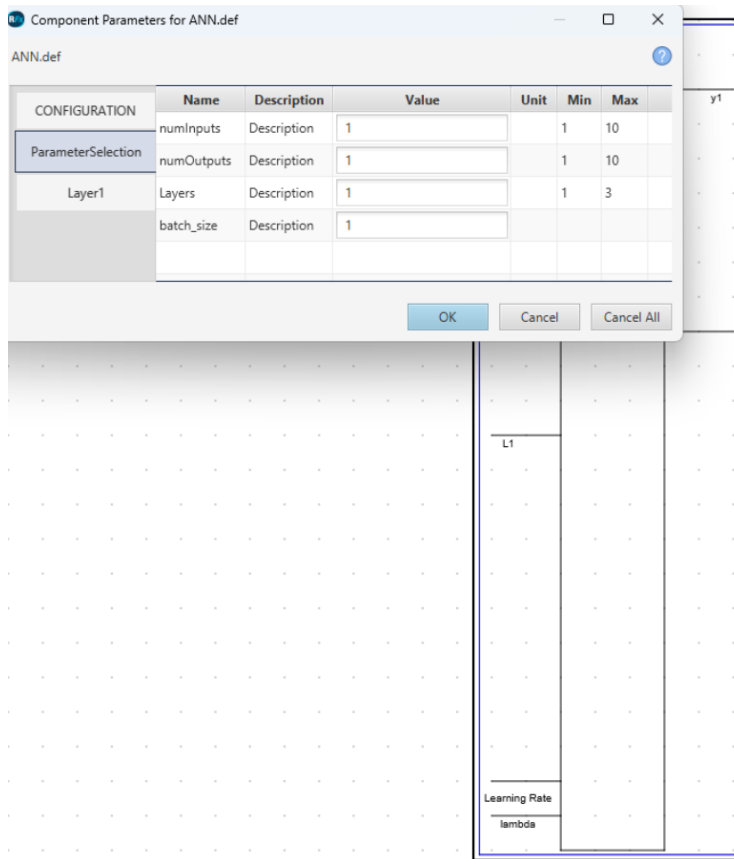 RFX Component Parameters for ANN.def
ANN.def
?
y1
CONFIGURATION
ParameterSelection
Layer1
Name Description Value Unit Min Max
numInputs Description 1 1 10
numOutputs Description 1 1 10
Layers Description 1 1 3
batch_size Description 1
OK Cancel Cancel All
L1
Learning Rate
lambda